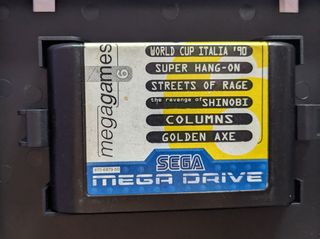 megagames 6
WORLD CUP ITALIA '90
SUPER HANG-ON
STREETS OF RAGE
the revenge of SHINOBI
COLUMNS
GOLDEN AXE
SEGA
MEGA DRIVE